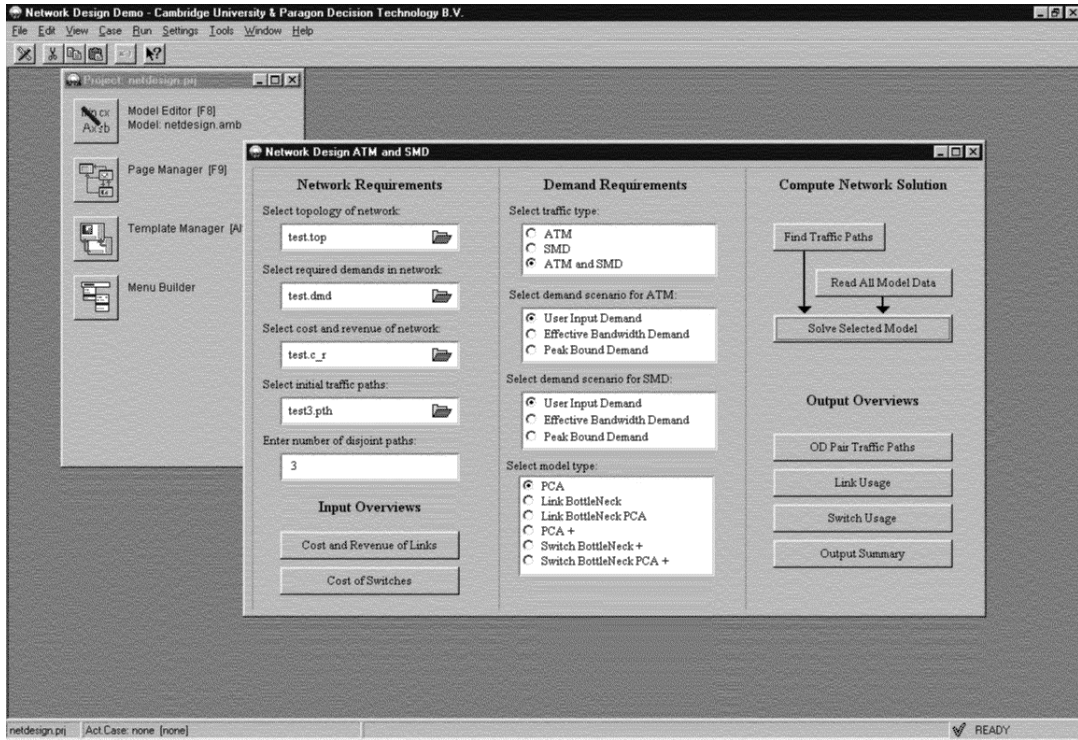 Network Design Demo - Cambridge University & Paragon Decision Technology B.V.
File Edit View Case Run Settings Tools Window Help
Project: netdesign.prj
Model Editor [F8]
Model: netdesign.amb
Page Manager [F9]
Template Manager [Al
Menu Builder
Network Design ATM and SMD
Network Requirements
Select topology of network:
test.top
Select required demands in network:
test.dmd
Select cost and revenue of network:
test.c_r
Select initial traffic paths:
test3.pth
Enter number of disjoint paths:
3
Input Overviews
Cost and Revenue of Links
Cost of Switches
Demand Requirements
Select traffic type:
ATM
SMD
ATM and SMD
Select demand scenario for ATM:
User Input Demand
Effective Bandwidth Demand
Peak Bound Demand
Select demand scenario for SMD:
User Input Demand
Effective Bandwidth Demand
Peak Bound Demand
Select model type:
PCA
Link BottleNeck
Link BottleNeck PCA
PCA +
Switch BottleNeck +
Switch BottleNeck PCA +
Compute Network Solution
Find Traffic Paths
Read All Model Data
Solve Selected Model
Output Overviews
OD Pair Traffic Paths
Link Usage
Switch Usage
Output Summary
netdesign.prj Act.Case: none [none] READY